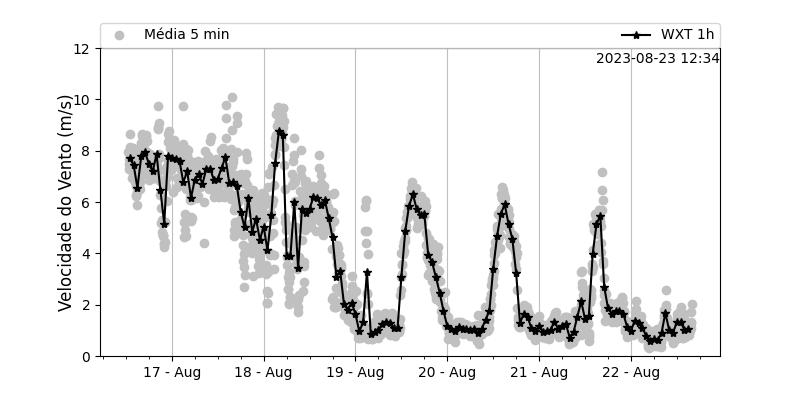 Média 5 min
WXT 1h
2023-08-23 12:34
Velocidade do Vento (m/s)
12
10
8
6
4
2
0
17 - Aug
18 - Aug
19 - Aug
20 - Aug
21 - Aug
22 - Aug